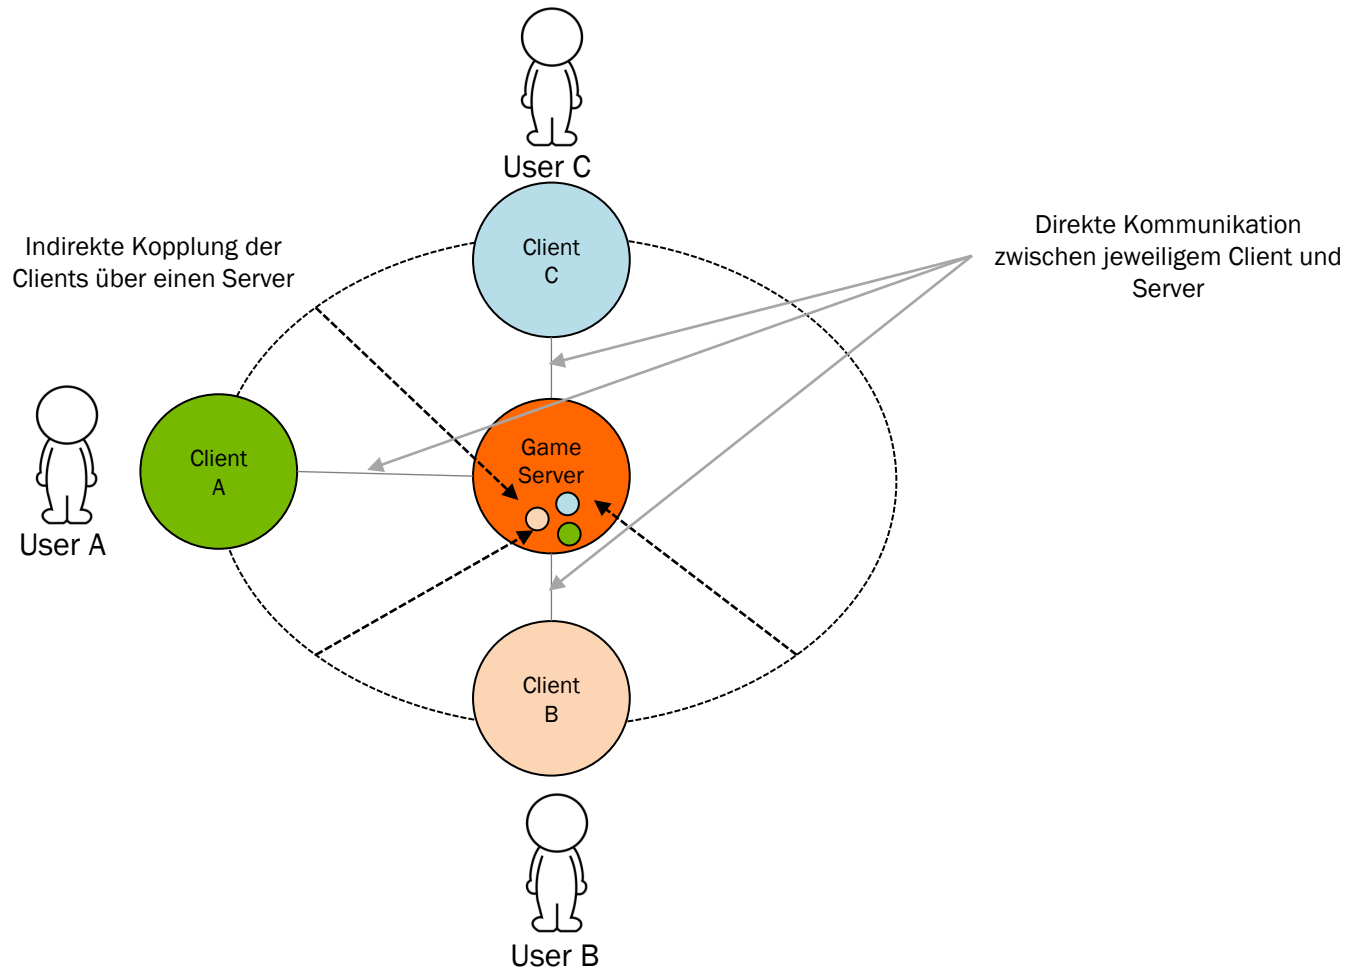 User C
Client
C
Indirekte Kopplung der
Clients über einen Server
Direkte Kommunikation
zwischen jeweiligem Client und
Server
Client
A
User A
Game
Server
Client
B
User B